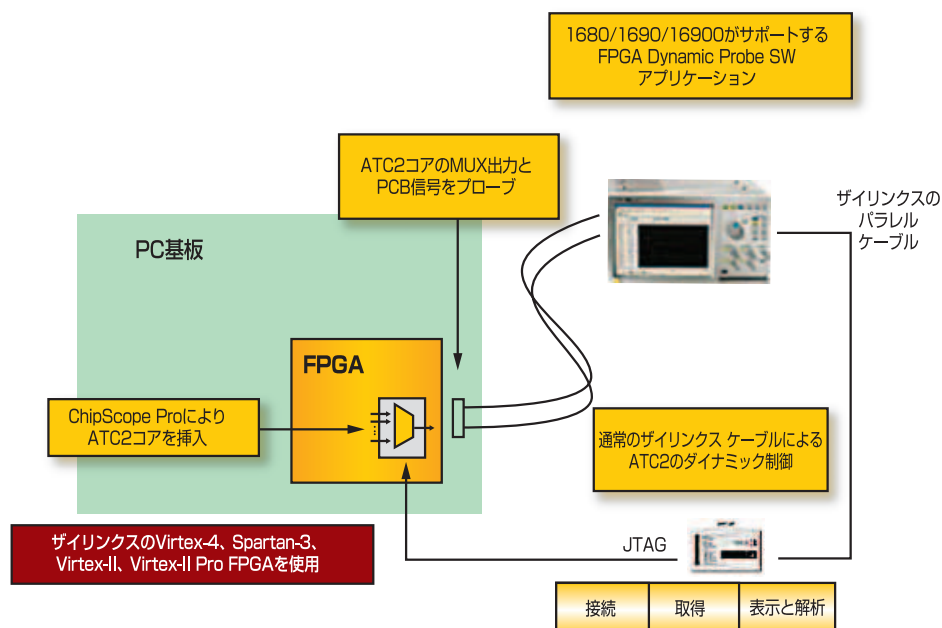 1680/1690/16900がサポートする
FPGA Dynamic Probe SW
アプリケーション
ATC2コアのMUX出力と
PCB信号をプローブ
ザイリンクスの
パラレル
ケーブル
PC基板
FPGA
ChipScope Proにより
ATC2コアを挿入
通常のザイリンクス ケーブルによる
ATC2のダイナミック制御
ザイリンクスのVirtex-4、Spartan-3、
Virtex-II、Virtex-II Pro FPGAを使用
JTAG
接続
取得
表示と解析